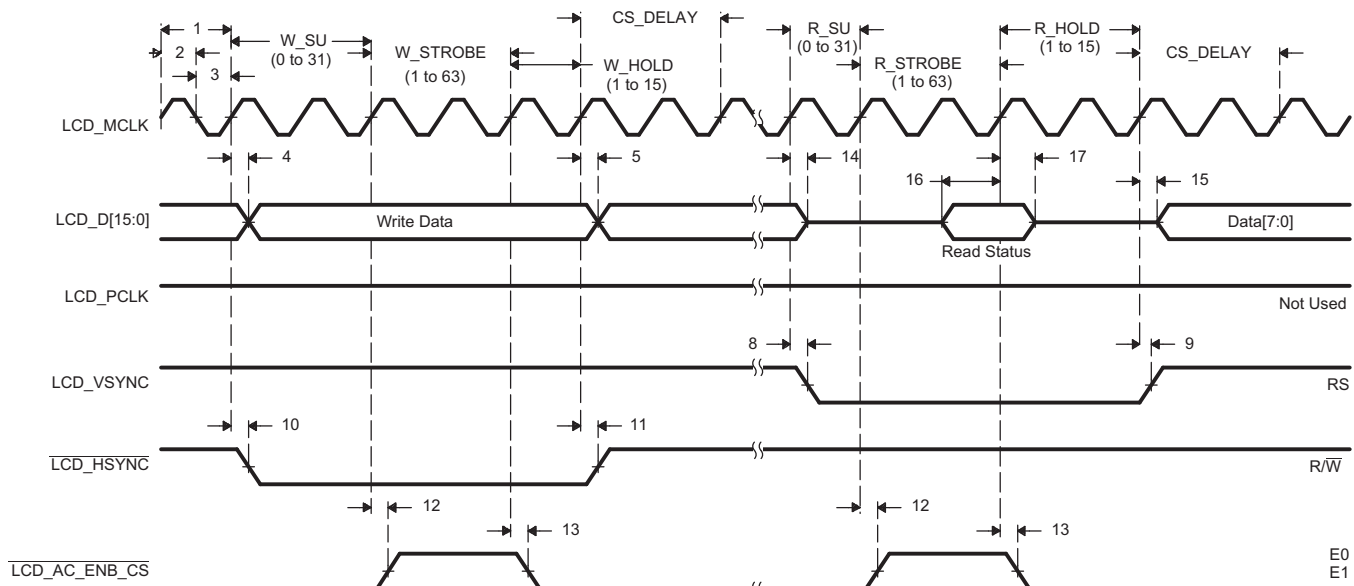 CS_DELAY
1
W_SU
(0 to 31)
R_SU
(0 to 31)
R_HOLD
(1 to 15)
2
W_STROBE
(1 to 63)
W_HOLD
(1 to 15)
R_STROBE
(1 to 63)
CS_DELAY
3
LCD_MCLK
4
5
14
17
16
15
LCD_D[15:0]
Write Data
Data[7:0]
Read Status
LCD_PCLK
Not Used
8
9
LCD_VSYNC
RS
10
11
LCD_HSYNC
R/W
12
13
12
13
LCD_AC_ENB_CS
E0
E1